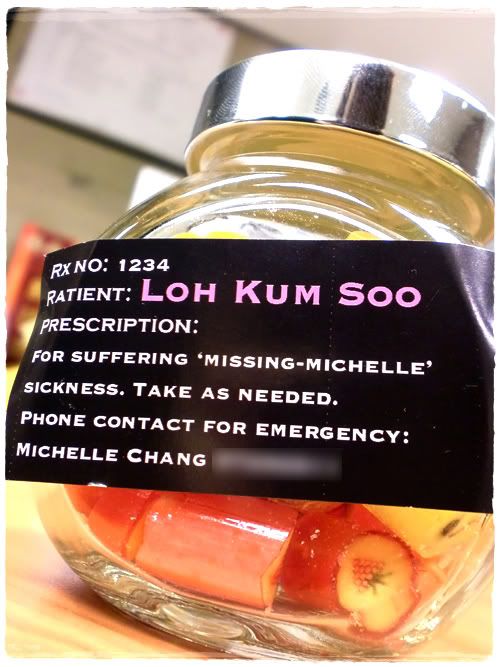 RX NO: 1234
RATIENT: LOH KUM SOO
PRESCRIPTION:
FOR SUFFERING ‘MISSING-MICHELLE’
SICKNESS. TAKE AS NEEDED.
PHONE CONTACT FOR EMERGENCY:
MICHELLE CHANG